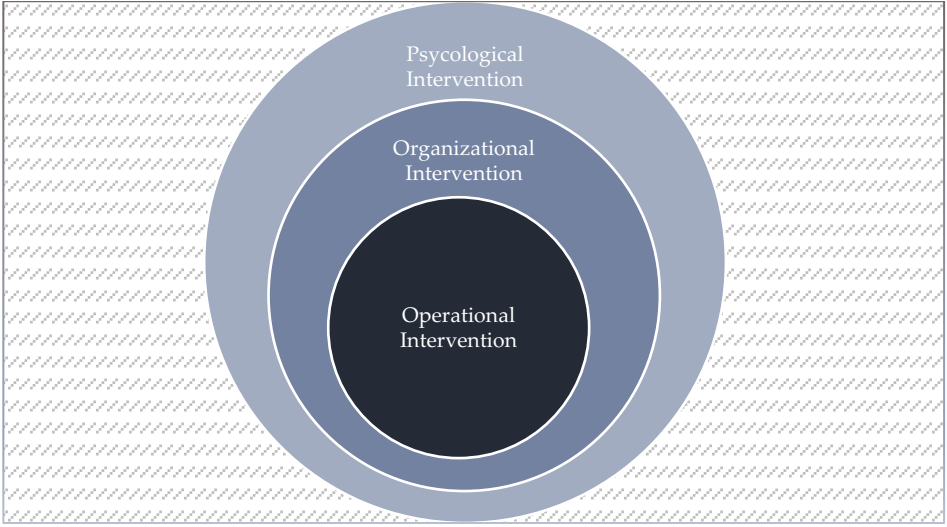 Psycological
Intervention
Organizational
Intervention
Operational
Intervention